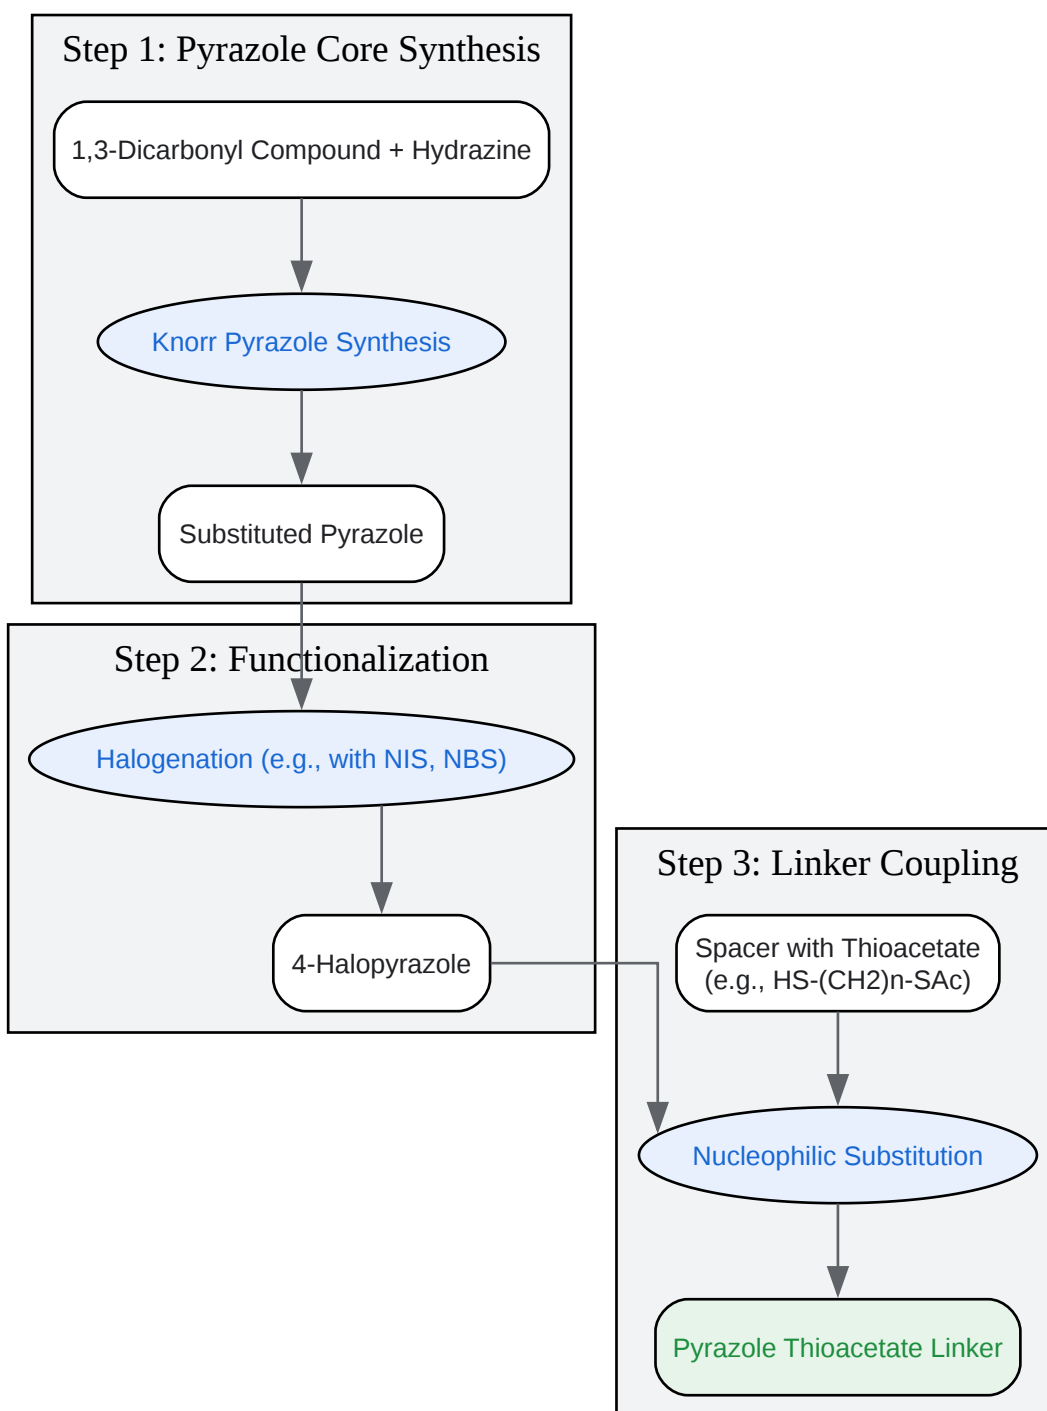 Step 1: Pyrazole Core Synthesis
1,3-Dicarbonyl Compound + Hydrazine
Knorr Pyrazole Synthesis
Substituted Pyrazole
Step 2: Functionalization
Halogenation (e.g., with NIS, NBS)
4-Halopyrazole
Step 3: Linker Coupling
Spacer with Thioacetate
(e.g., HS-(CH2)n-SAc)
Nucleophilic Substitution
Pyrazole Thioacetate Linker